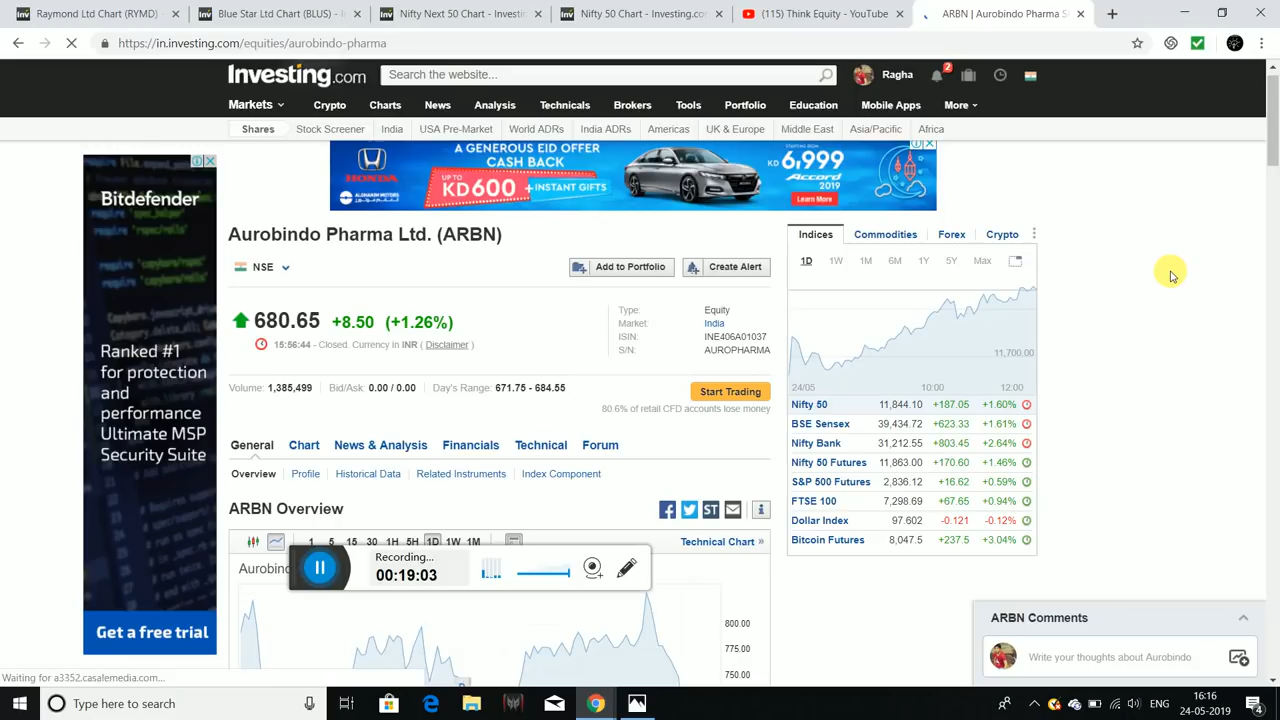 Raymond Ltd Chart (RYMD)
Blue Star Ltd Chart (BLUS)
Nifty Next 50 Chart - Investin
Nifty 50 Chart - Investing.com
(115) Think Equity - YouTube
ARBN | Aurobindo Pharma S
https://in.investing.com/equities/aurobindo-pharma
Investing.com
Search the website...
Ragha
2
Markets
Crypto
Charts
News
Analysis
Technicals
Brokers
Tools
Portfolio
Education
Mobile Apps
More
Shares
Stock Screener
India
USA Pre-Market
World ADRs
India ADRs
Americas
UK & Europe
Middle East
Asia/Pacific
Africa
HONDA
ALGHANIM MOTORS
A GENEROUS EID OFFER
CASH BACK
UP TO
KD600 + INSTANT GIFTS
KD 6,999
Accord
2019
Learn More
Bitdefender
Ranked #1
for protection
and
performance
Ultimate MSP
Security Suite
Get a free trial
Aurobindo Pharma Ltd. (ARBN)
NSE
Add to Portfolio
Create Alert
680.65 +8.50 (+1.26%)
15:56:44 - Closed. Currency in INR ( Disclaimer )
Type: Equity
Market: India
ISIN: INE406A01037
S/N: AUROPHARMA
Volume: 1,385,499
Bid/Ask: 0.00 / 0.00
Day's Range: 671.75 - 684.55
Start Trading
80.6% of retail CFD accounts lose money
General
Chart
News & Analysis
Financials
Technical
Forum
Overview
Profile
Historical Data
Related Instruments
Index Component
ARBN Overview
ST
1 5 15 30 1H 5H 1D 1W 1M
Technical Chart »
Aurobind
800.00
775.00
750.00
Recording...
00:19:03
Indices
Commodities
Forex
Crypto
1D 1W 1M 6M 1Y 5Y Max
11,700.00
24/05 10:00 12:00
Nifty 50 11,844.10 +187.05 +1.60%
BSE Sensex 39,434.72 +623.33 +1.61%
Nifty Bank 31,212.55 +803.45 +2.64%
Nifty 50 Futures 11,863.00 +170.60 +1.46%
S&P 500 Futures 2,836.12 +16.62 +0.59%
FTSE 100 7,298.69 +67.65 +0.94%
Dollar Index 97.602 -0.121 -0.12%
Bitcoin Futures 8,047.5 +237.5 +3.04%
ARBN Comments
Write your thoughts about Aurobindo
Waiting for a3352.casalemedia.com...
Type here to search
ENG
16:16
24-05-2019
4